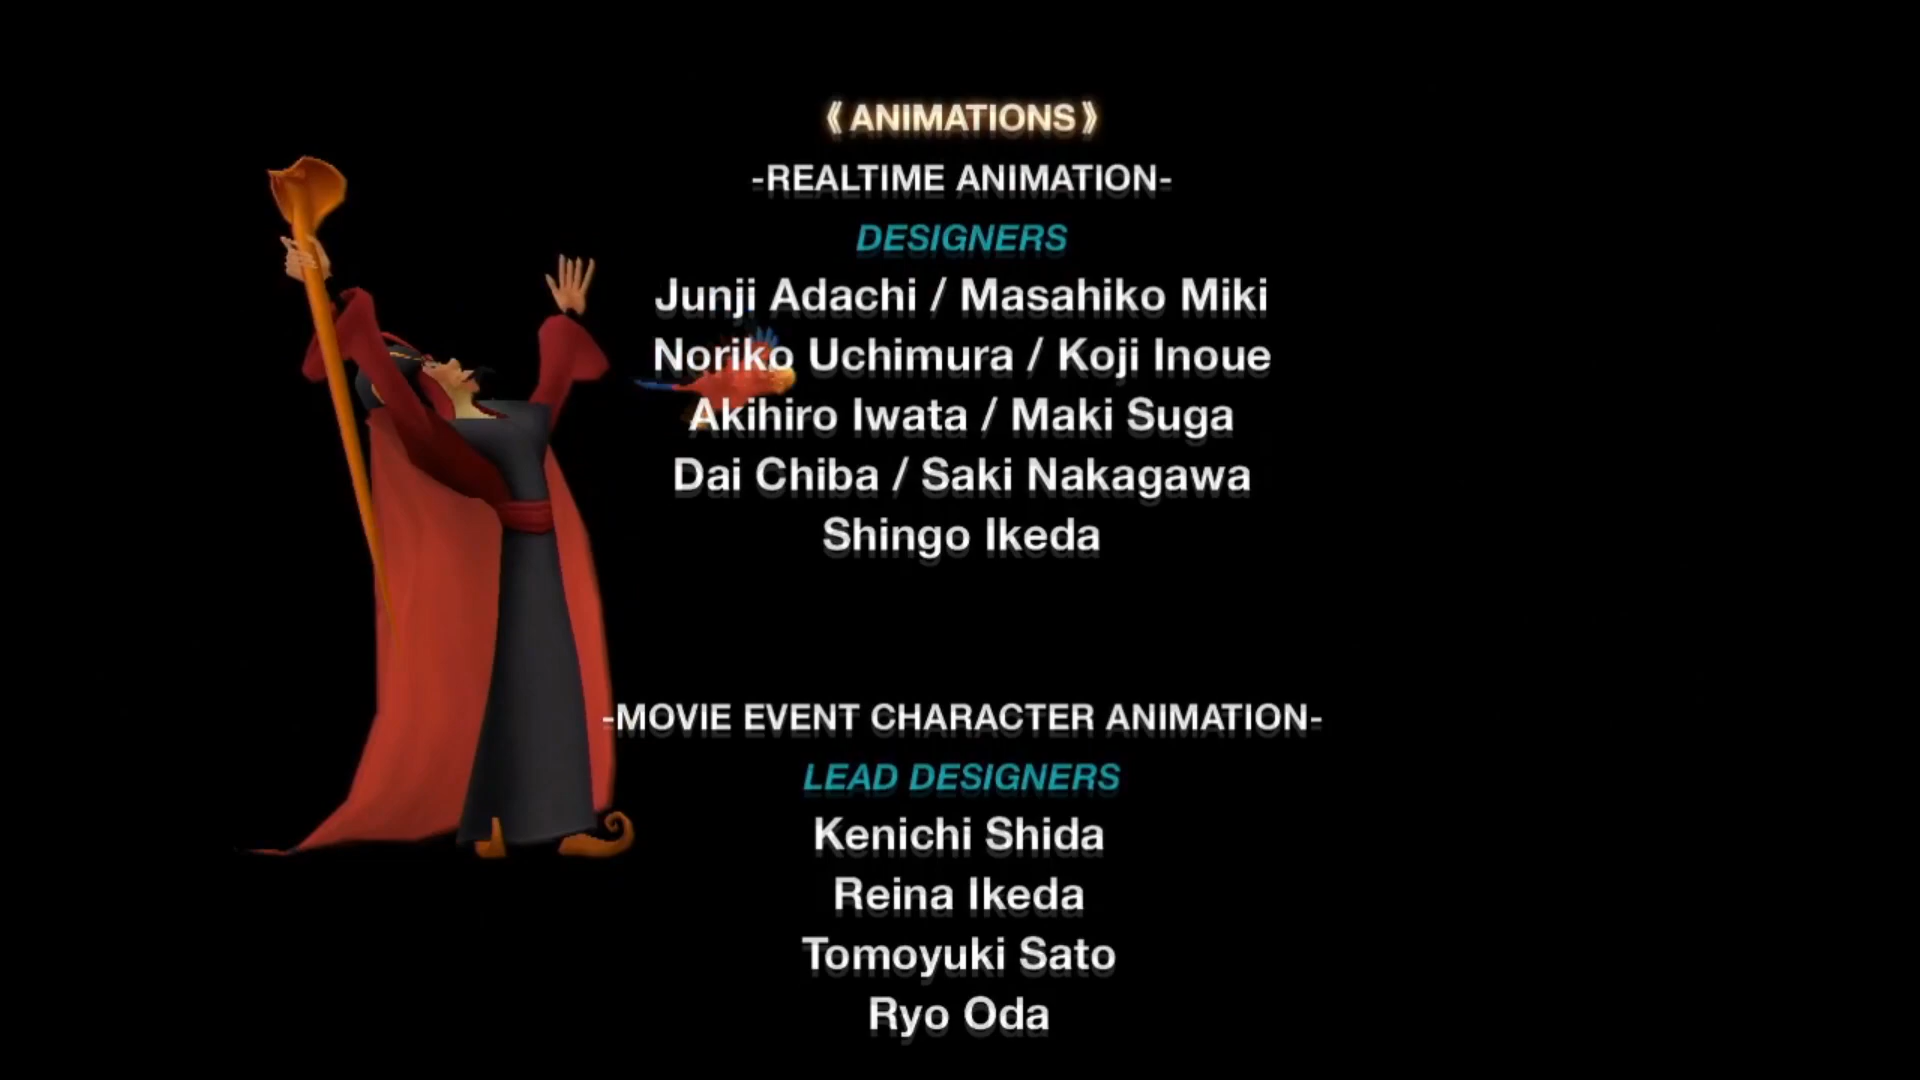 《ANIMATIONS》
-REALTIME ANIMATION-
DESIGNERS
Junji Adachi / Masahiko Miki
Noriko Uchimura / Koji Inoue
Akihiro Iwata / Maki Suga
Dai Chiba / Saki Nakagawa
Shingo Ikeda
-MOVIE EVENT CHARACTER ANIMATION-
LEAD DESIGNERS
Kenichi Shida
Reina Ikeda
Tomoyuki Sato
Ryo Oda